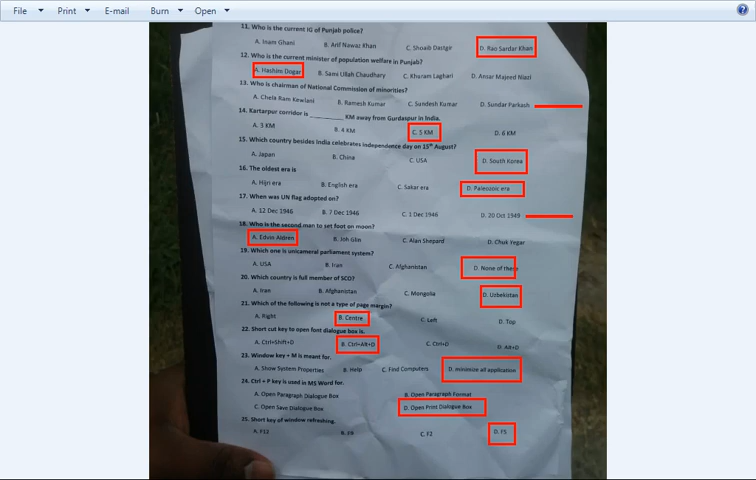 File Print E-mail Burn Open
11. Who is the current IG of Punjab police?
A. Inam Ghani B. Arif Nawaz Khan C. Shoaib Dastgir D. Rao Sardar Khan
12. Who is the current minister of population welfare in Punjab?
A. Hashim Dogar B. Sami Ullah Chaudhary C. Khuram Laghari D. Ansar Majeed Niazi
13. Who is chairman of National Commission of minorities?
A. Chela Ram Kewlani B. Ramesh Kumar C. Sundesh Kumar D. Sundar Parkash
14. Kartarpur corridor is __________ KM away from Gurdaspur in India.
A. 3 KM B. 4 KM C. 5 KM D. 6 KM
15. Which country besides India celebrates independence day on 15th August?
A. Japan B. China C. USA D. South Korea
16. The oldest era is
A. Hijri era B. English era C. Sakar era D. Paleozoic era
17. When was UN flag adopted on?
A. 12 Dec 1946 B. 7 Dec 1946 C. 1 Dec 1946 D. 20 Oct 1949
18. Who is the second man to set foot on moon?
A. Edvin Aldren B. Joh Glin C. Alan Shepard D. Chuk Yegar
19. Which one is unicameral parliament system?
A. USA B. Iran C. Afghanistan D. None of these
20. Which country is full member of SCO?
A. Iran B. Afghanistan C. Mongolia D. Uzbekistan
21. Which of the following is not a type of page margin?
A. Right B. Centre C. Left D. Top
22. Short cut key to open font dialogue box is.
A. Ctrl+Shift+D B. Ctrl+Alt+D C. Ctrl+D D. Alt+D
23. Window key + M is meant for.
A. Show System Properties B. Help C. Find Computers D. minimize all application
24. Ctrl + P key is used in MS Word for.
A. Open Paragraph Dialogue Box B. Open Paragraph Format
C. Open Save Dialogue Box D. Open Print Dialogue Box
25. Short key of window refreshing.
A. F12 B. F9 C. F2 D. F5